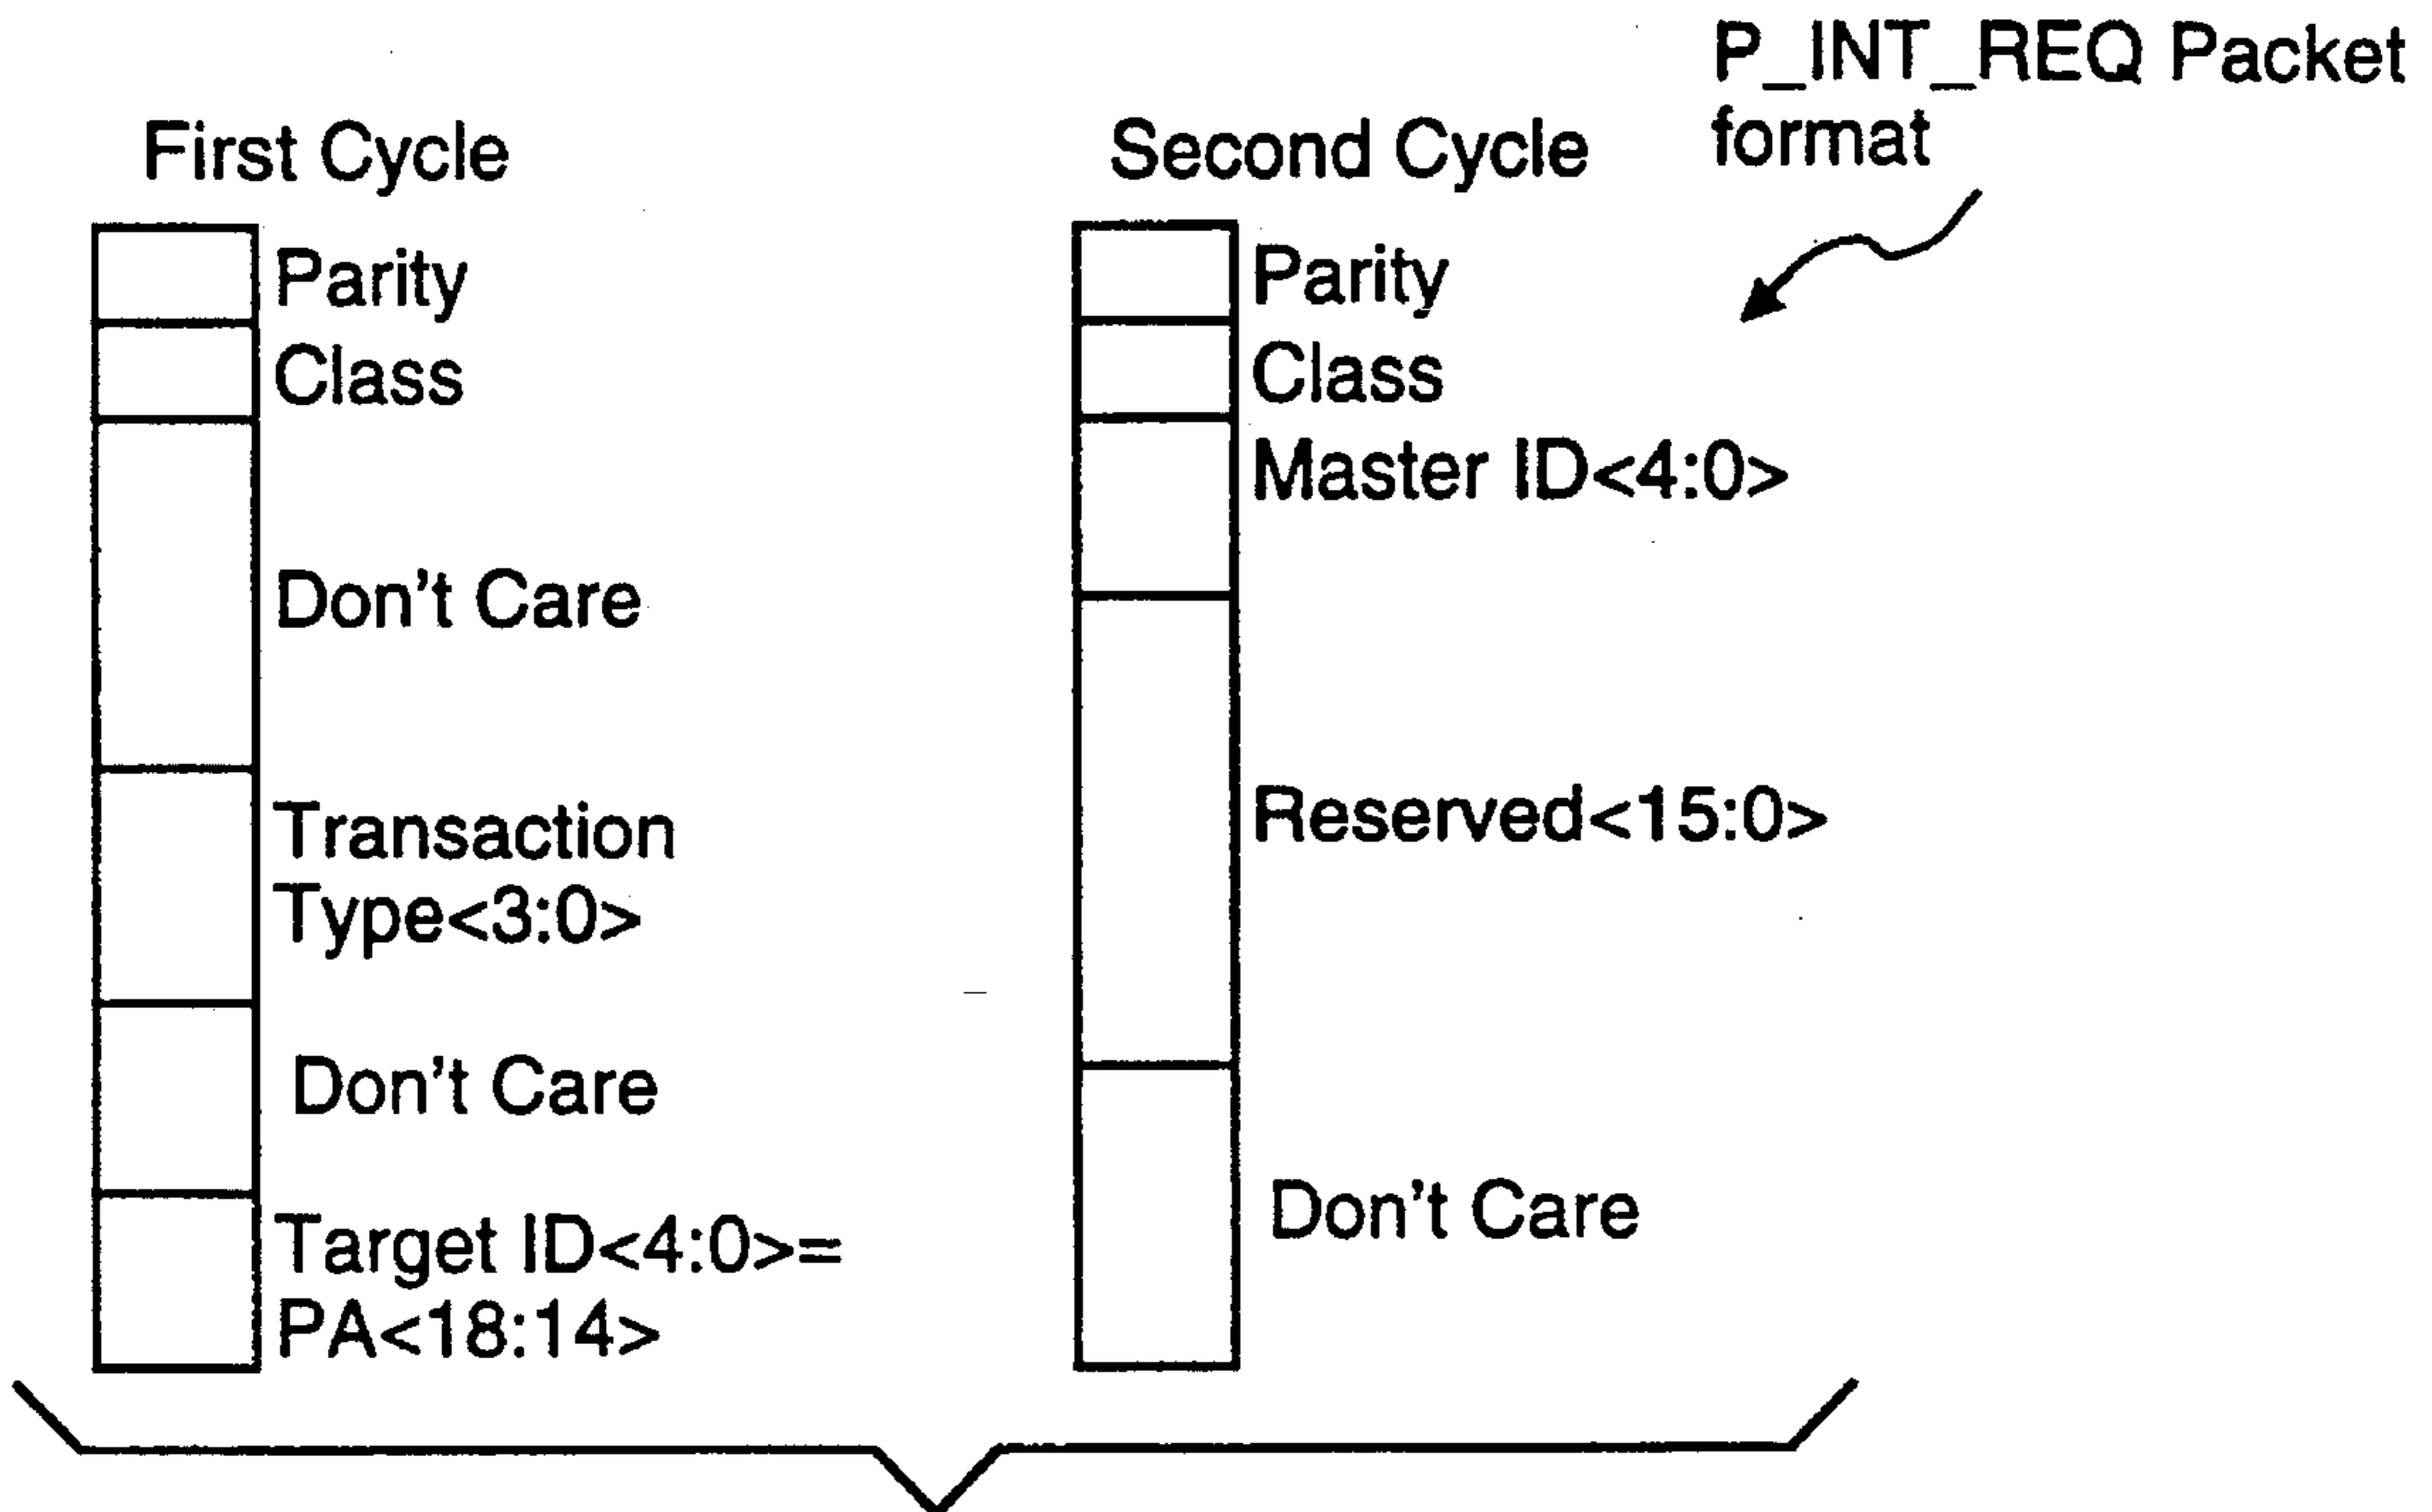 P_INT_REQ Packet
format
First Cycle
Parity
Class
Don't Care
Transaction
Type<3:0>
Don't Care
Target ID<4:0>=
PA<18:14>
Second Cycle
Parity
Class
Master ID<4:0>
Reserved<15:0>
Don't Care